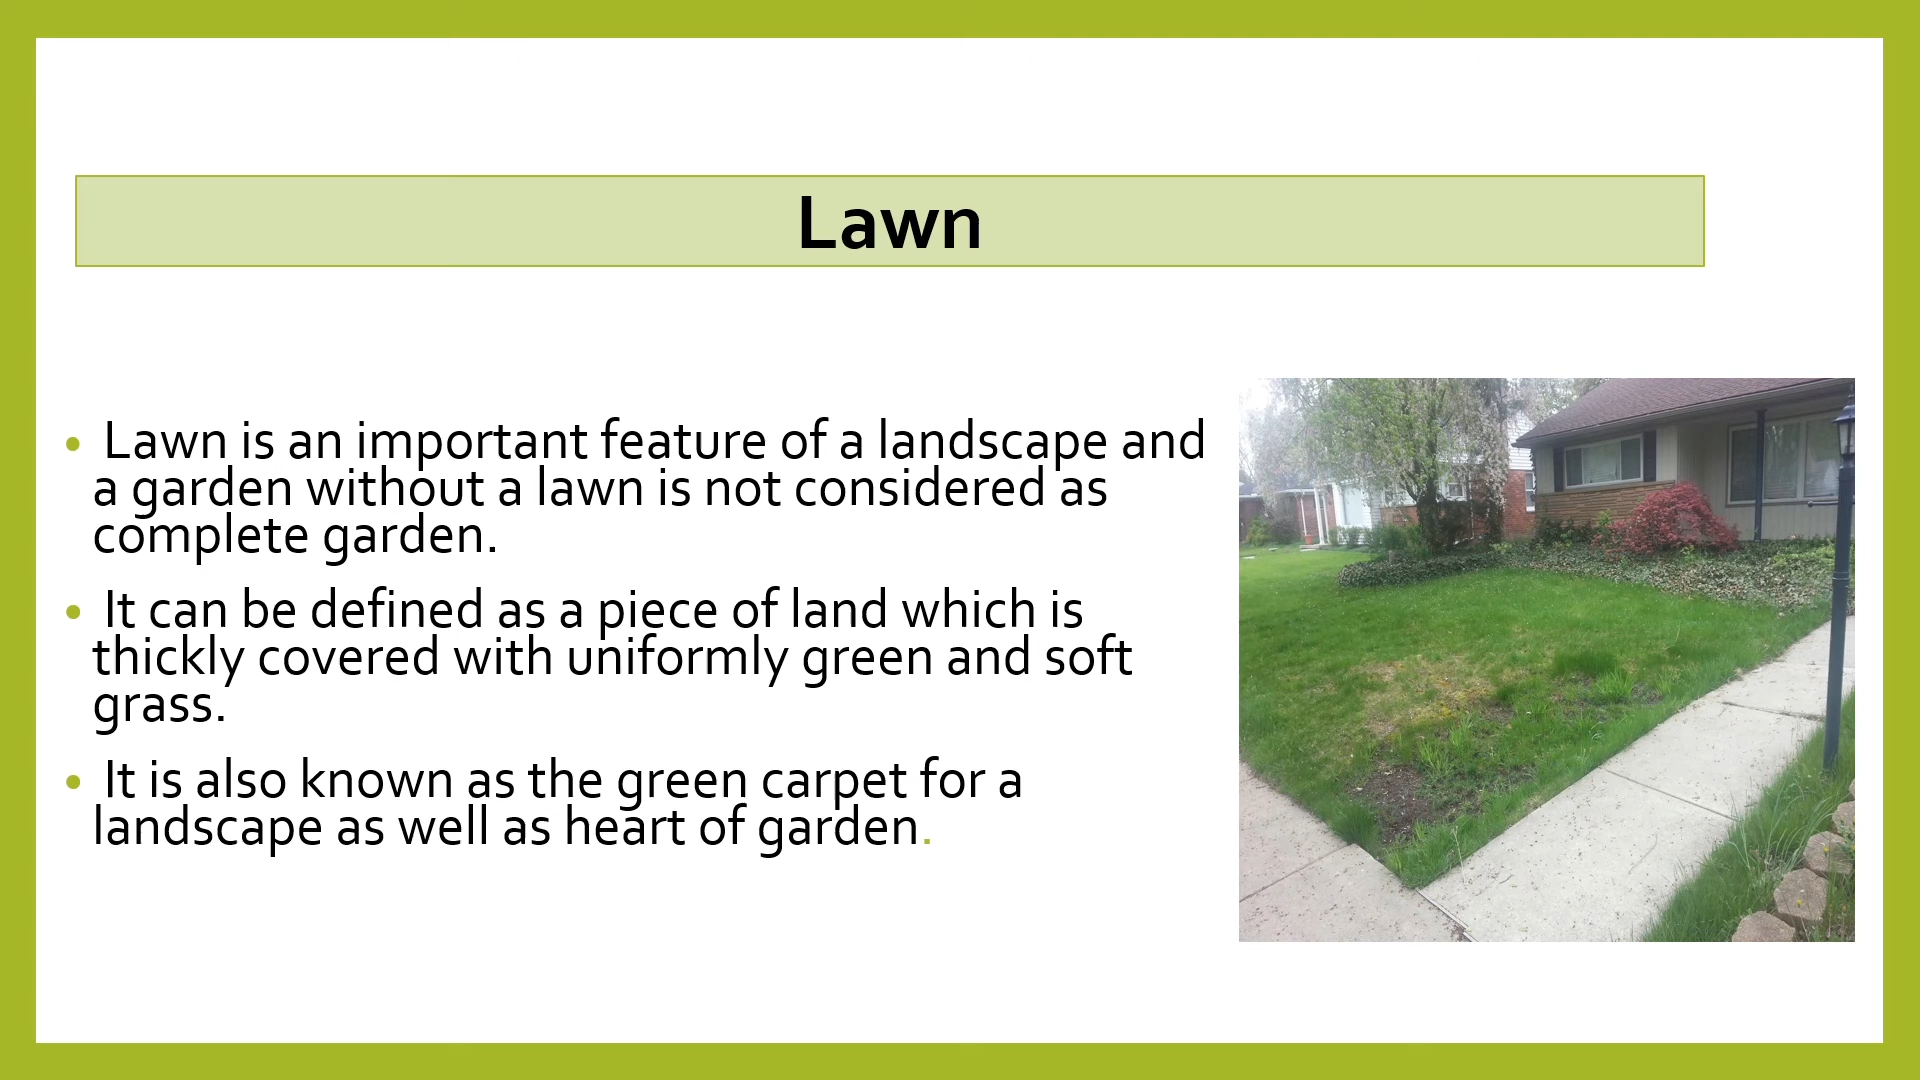 Lawn
• Lawn is an important feature of a landscape and
a garden without a lawn is not considered as
complete garden.
• It can be defined as a piece of land which is
thickly covered with uniformly green and soft
grass.
• It is also known as the green carpet for a
landscape as well as heart of garden.